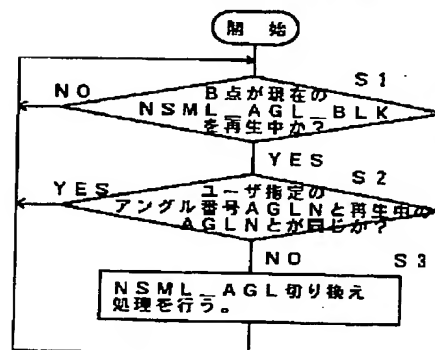 開始
S1
B点が現在の
NSML_AGL_BLK
を再生中か?
NO
YES
S2
ユーザ指定の
アングル番号AGLNと再生中の
AGLNとが同じか?
YES
NO
S3
NSML_AGL切り換え
処理を行う。